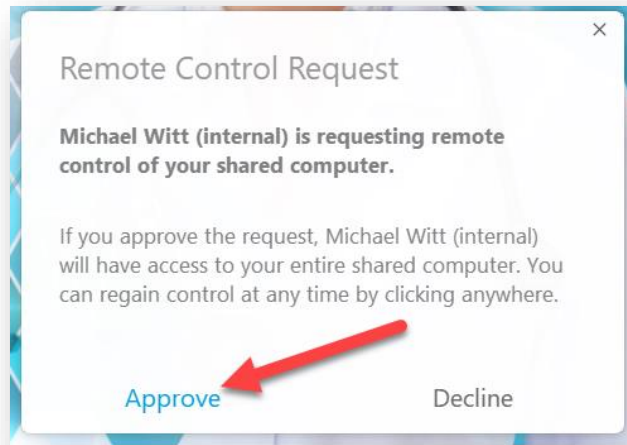 Remote Control Request
Michael Witt (internal) is requesting remote
control of your shared computer.
If you approve the request, Michael Witt (internal)
will have access to your entire shared computer. You
can regain control at any time by clicking anywhere.
Approve Decline